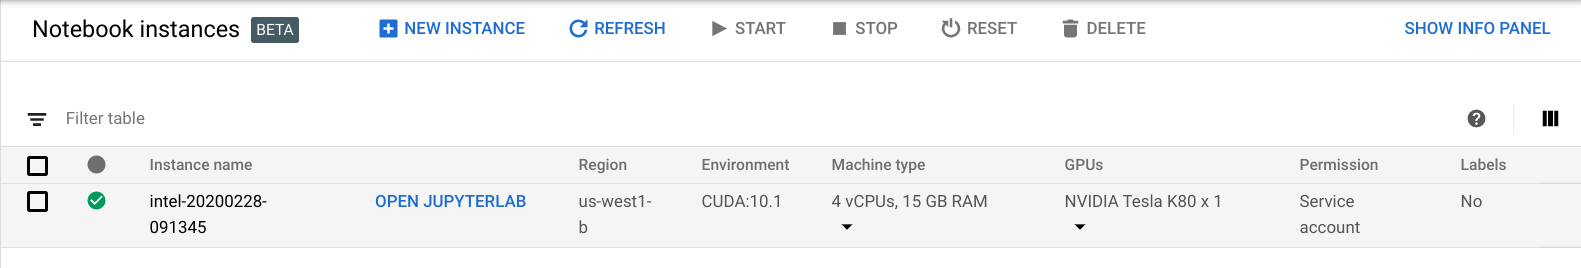 Notebook instances BETA NEW INSTANCE REFRESH START STOP RESET DELETE SHOW INFO PANEL
Filter table ?
Instance name Region Environment Machine type GPUs Permission Labels
intel-20200228- OPEN JUPYTERLAB us-west1- CUDA:10.1 4 vCPUs, 15 GB RAM NVIDIA Tesla K80 x 1 Service No
091345 b account